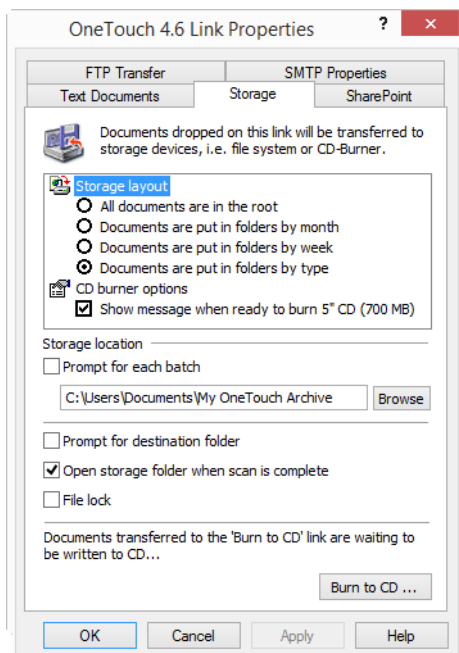 OneTouch 4.6 Link Properties
?
×
FTP Transfer
SMTP Properties
Text Documents
Storage
SharePoint
Documents dropped on this link will be transferred to
storage devices, i.e. file system or CD-Burner.
Storage layout
All documents are in the root
Documents are put in folders by month
Documents are put in folders by week
Documents are put in folders by type
CD burner options
Show message when ready to burn 5" CD (700 MB)
Storage location
Prompt for each batch
C:\Users\Documents\My OneTouch Archive
Browse
Prompt for destination folder
Open storage folder when scan is complete
File lock
Documents transferred to the 'Burn to CD' link are waiting to
be written to CD...
Burn to CD ...
OK
Cancel
Apply
Help